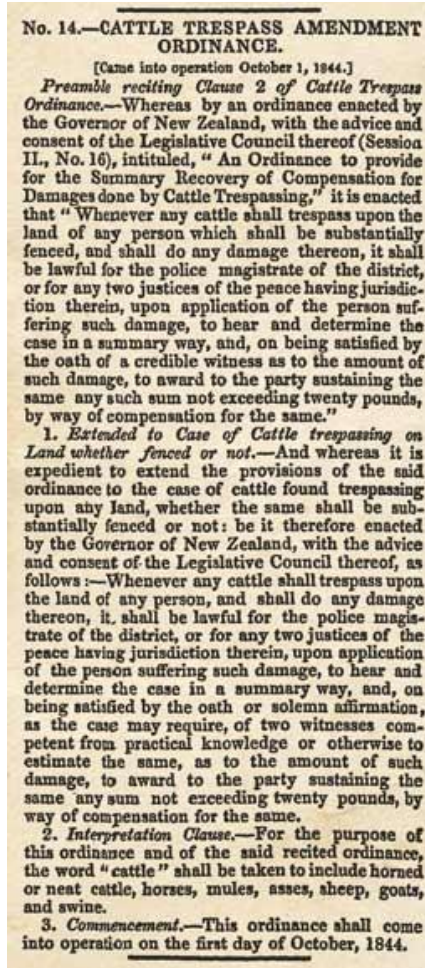 No. 14.—CATTLE TRESPASS AMENDMENT
ORDINANCE.
[Came into operation October 1, 1844.]
Preamble reciting Clause 2 of Cattle Trespass
Ordinance.—Whereas by an ordinance enacted by
the Governor of New Zealand, with the advice and
consent of the Legislative Council thereof (Session
II., No. 16), intituled, “ An Ordinance to provide
for the Summary Recovery of Compensation for
Damages done by Cattle Trespassing,” it is enacted
that “ Whenever any cattle shall trespass upon the
land of any person which shall be substantially
fenced, and shall do any damage thereon, it shall
be lawful for the police magistrate of the district,
or for any two justices of the peace having jurisdic-
tion therein, upon application of the person suf-
fering such damage, to hear and determine the
case in a summary way, and, on being satisfied by
the oath of a credible witness as to the amount of
such damage, to award to the party sustaining the
same any such sum not exceeding twenty pounds,
by way of compensation for the same.”
1. Extended to Case of Cattle trespassing on
Land whether fenced or not.—And whereas it is
expedient to extend the provisions of the said
ordinance to the case of cattle found trespassing
upon any land, whether the same shall be sub-
stantially fenced or not: be it therefore enacted
by the Governor of New Zealand, with the advice
and consent of the Legislative Council thereof, as
follows :—Whenever any cattle shall trespass upon
the land of any person, and shall do any damage
thereon, it shall be lawful for the police magis-
trate of the district, or for any two justices of the
peace having jurisdiction therein, upon application
of the person suffering such damage, to hear and
determine the case in a summary way, and, on
being satisfied by the oath or solemn affirmation,
as the case may require, of two witnesses com-
petent from practical knowledge or otherwise to
estimate the same, as to the amount of such
damage, to award to the party sustaining the
same any sum not exceeding twenty pounds, by
way of compensation for the same.
2. Interpretation Clause.—For the purpose of
this ordinance and of the said recited ordinance,
the word “ cattle ” shall be taken to include horned
or neat cattle, horses, mules, asses, sheep, goats,
and swine.
3. Commencement.—This ordinance shall come
into operation on the first day of October, 1844.